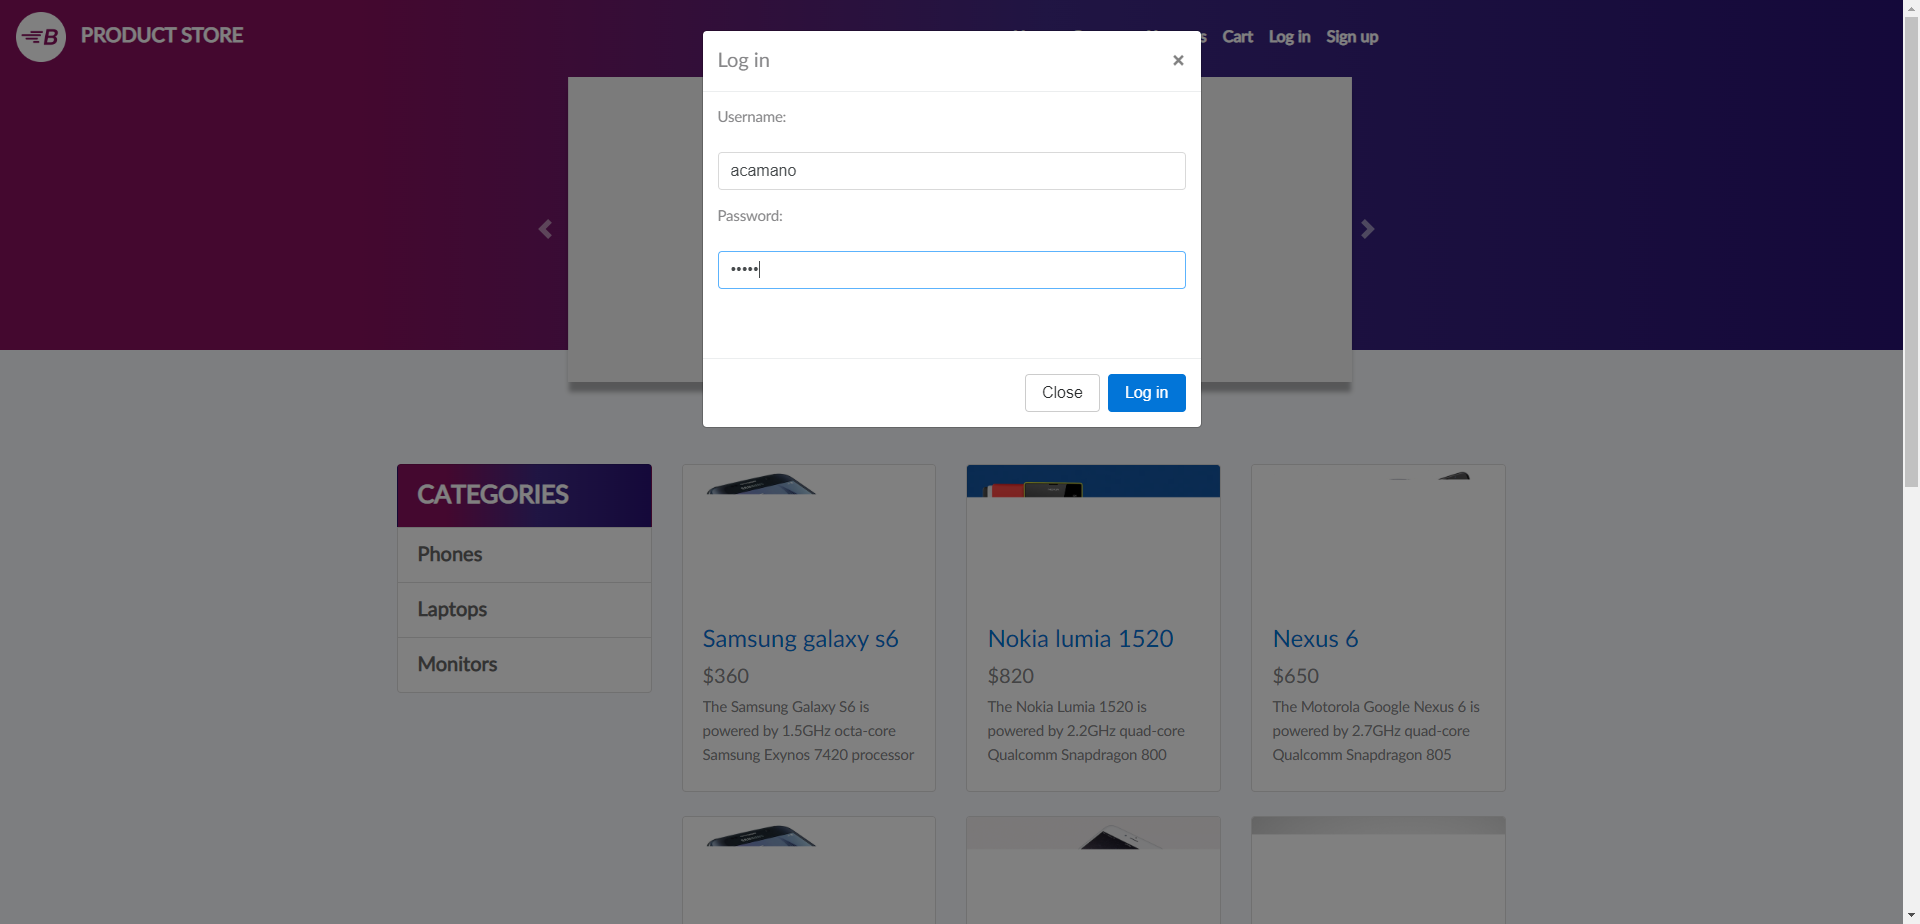 B PRODUCT STORE
Cart Log in Sign up
Log in ×
Username:
acamano
Password:
•••••
Close Log in
CATEGORIES
Phones
Laptops
Monitors
Samsung galaxy s6
$360
The Samsung Galaxy S6 is
powered by 1.5GHz octa-core
Samsung Exynos 7420 processor
Nokia lumia 1520
$820
The Nokia Lumia 1520 is
powered by 2.2GHz quad-core
Qualcomm Snapdragon 800
Nexus 6
$650
The Motorola Google Nexus 6 is
powered by 2.7GHz quad-core
Qualcomm Snapdragon 805